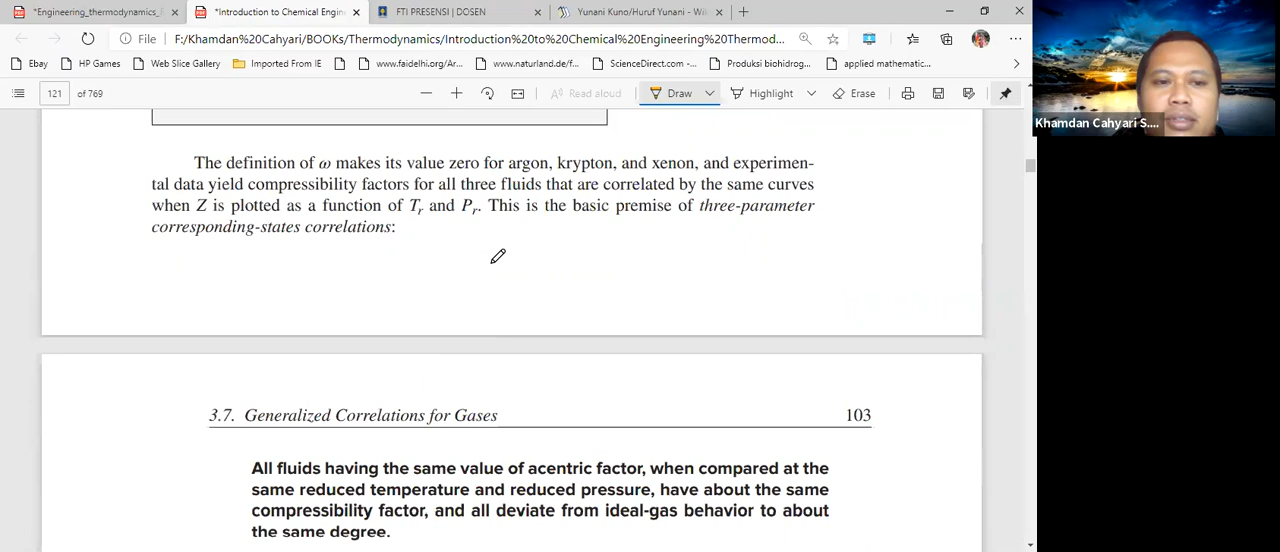 *Engineering_thermodynamics_
*Introduction to Chemical Engin
FTI PRESENSI | DOSEN
Yunani Kuno/Huruf Yunani - Wi
File
F:/Khamdan%20Cahyari/BOOKs/Thermodynamics/Introduction%20to%20Chemical%20Engineering%20Thermod...
Ebay
HP Games
Web Slice Gallery
Imported From IE
www.fadelhi.org/Ar...
www.naturland.de/f...
ScienceDirect.com -...
Produksi biohidrog...
applied mathematic...
121 of 769
Read aloud
Draw
Highlight
Erase
Khamdan Cahyari S....
The definition of ω makes its value zero for argon, krypton, and xenon, and experimen-
tal data yield compressibility factors for all three fluids that are correlated by the same curves
when Z is plotted as a function of Tr and Pr. This is the basic premise of three-parameter
corresponding-states correlations:
3.7. Generalized Correlations for Gases 103
All fluids having the same value of acentric factor, when compared at the
same reduced temperature and reduced pressure, have about the same
compressibility factor, and all deviate from ideal-gas behavior to about
the same degree.